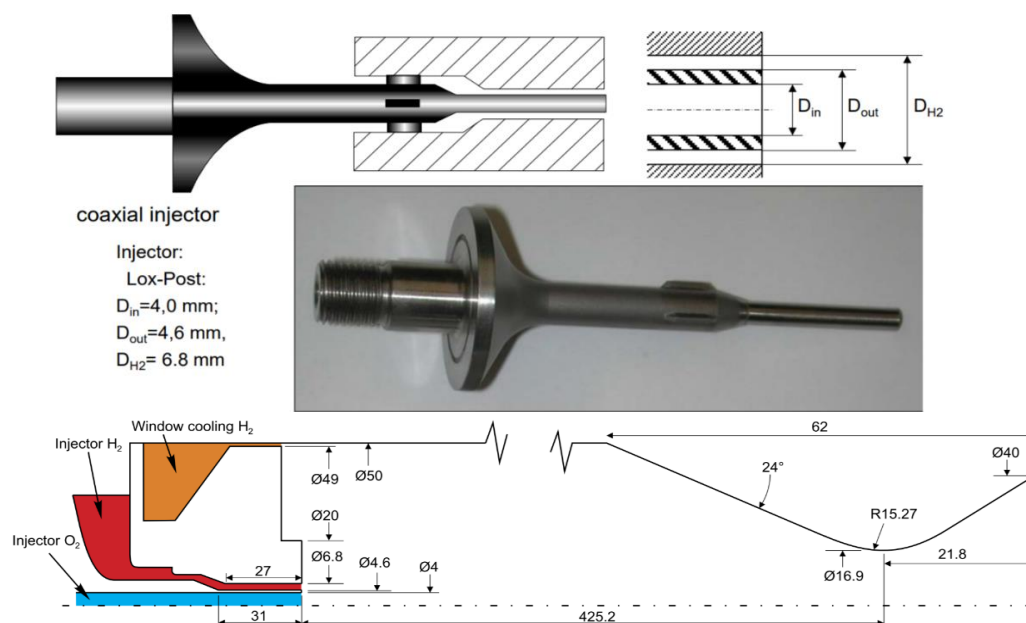 D_in
D_out
D_H2
coaxial injector
Injector:
Lox-Post:
D_in=4,0 mm;
D_out=4,6 mm,
D_H2= 6.8 mm
Window cooling H₂
Injector H₂
Injector O₂
Ø49
Ø50
Ø20
Ø6.8
Ø4.6
Ø4
27
31
425.2
62
Ø40
24°
R15.27
Ø16.9
21.8